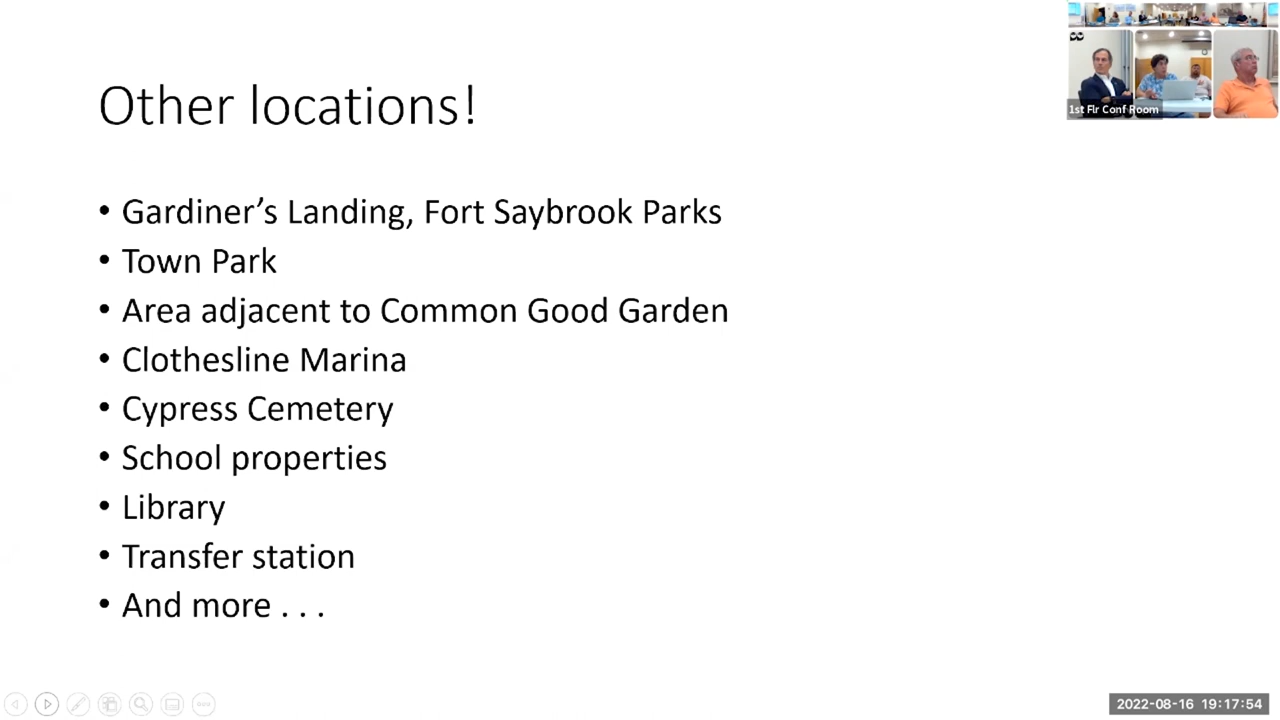 Other locations!
• Gardiner’s Landing, Fort Saybrook Parks
• Town Park
• Area adjacent to Common Good Garden
• Clothesline Marina
• Cypress Cemetery
• School properties
• Library
• Transfer station
• And more . . .
1st Flr Conf Room
2022-08-16 19:17:54